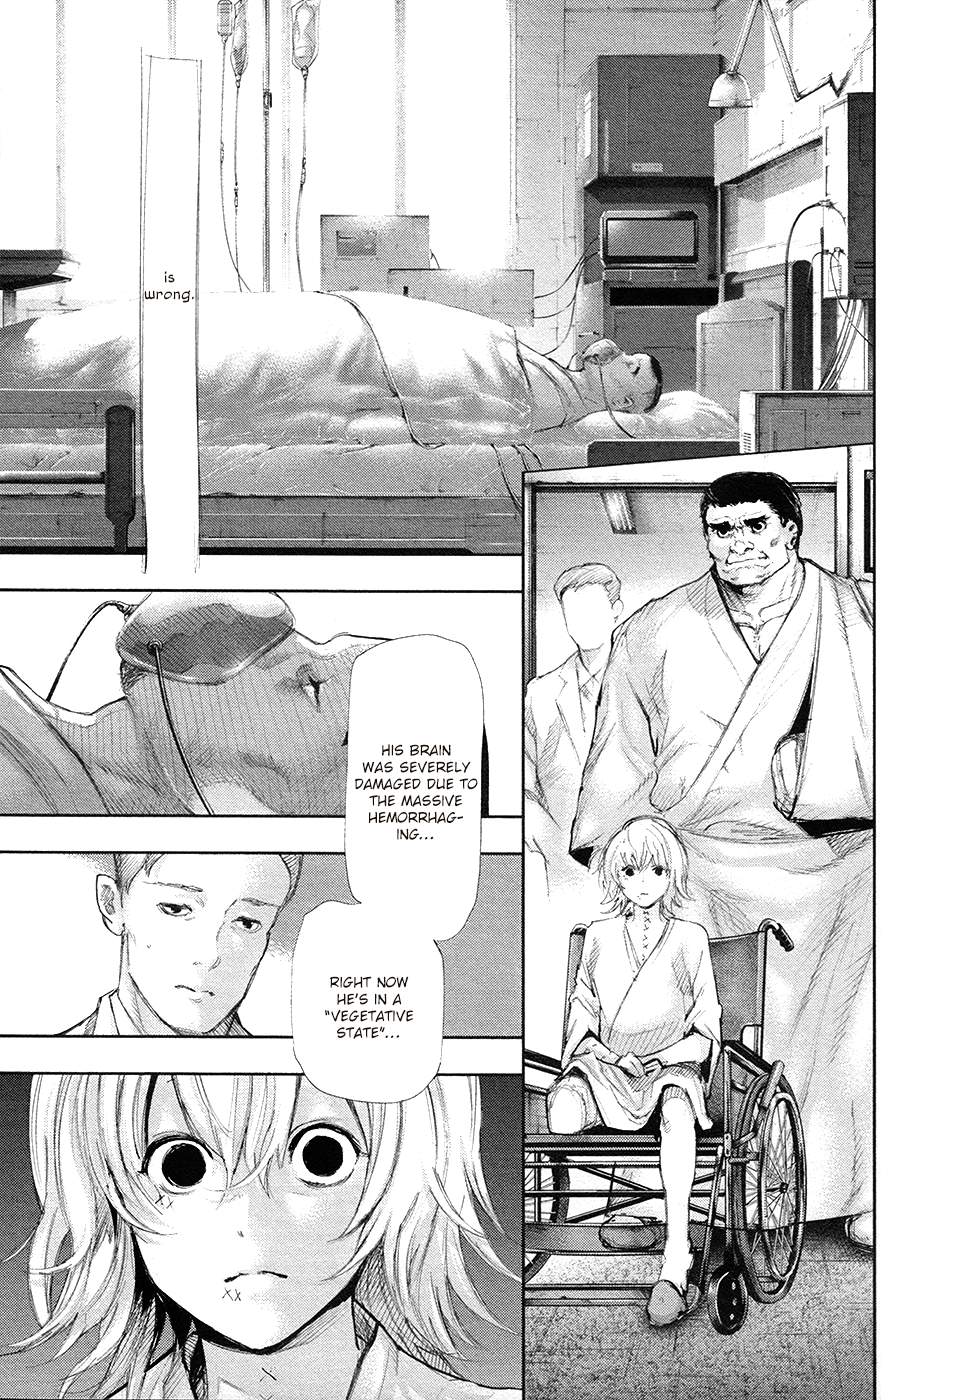 is
wrong.
HIS BRAIN
WAS SEVERELY
DAMAGED DUE TO
THE MASSIVE
HEMORRHAG-
ING...
RIGHT NOW
HE'S IN A
"VEGETATIVE
STATE"...